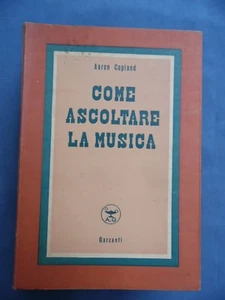 Aaron Copland
COME
ASCOLTARE
LA MUSICA
Garzanti